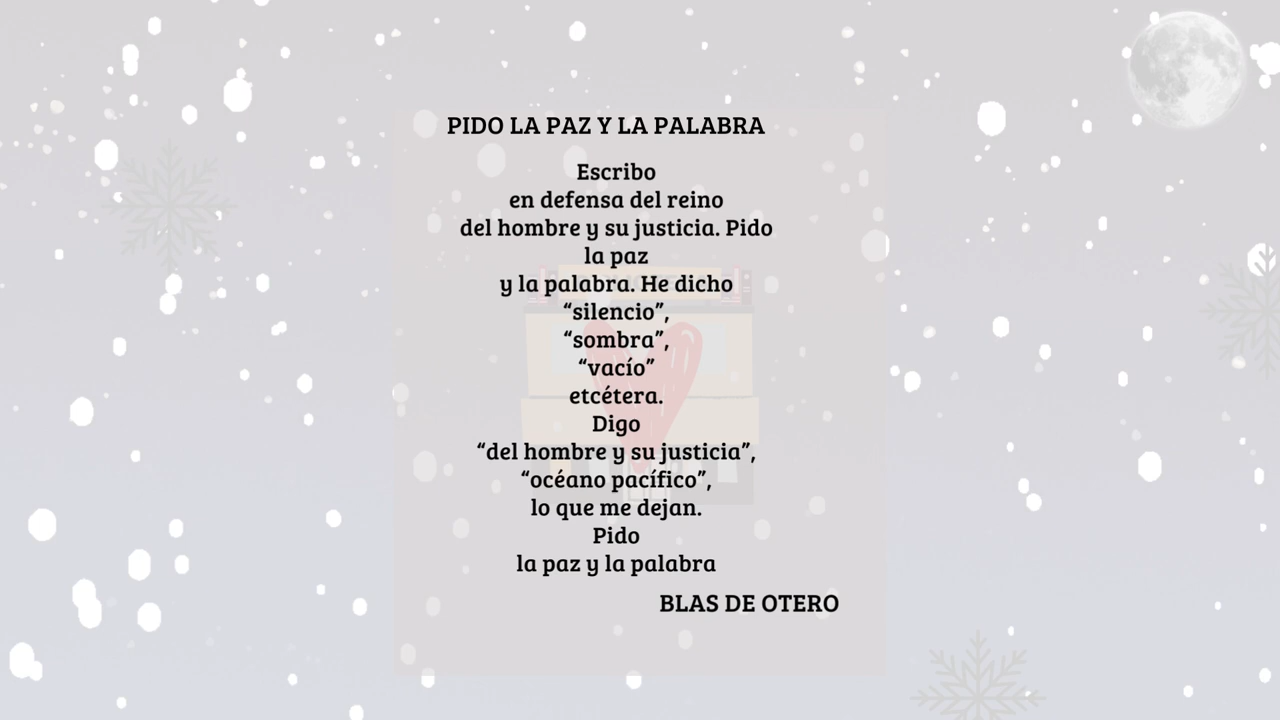 PIDO LA PAZ Y LA PALABRA
Escribo
en defensa del reino
del hombre y su justicia. Pido
la paz
y la palabra. He dicho
“silencio”,
“sombra”,
“vacío”
etcétera.
Digo
“del hombre y su justicia”,
“océano pacífico”,
lo que me dejan.
Pido
la paz y la palabra
BLAS DE OTERO